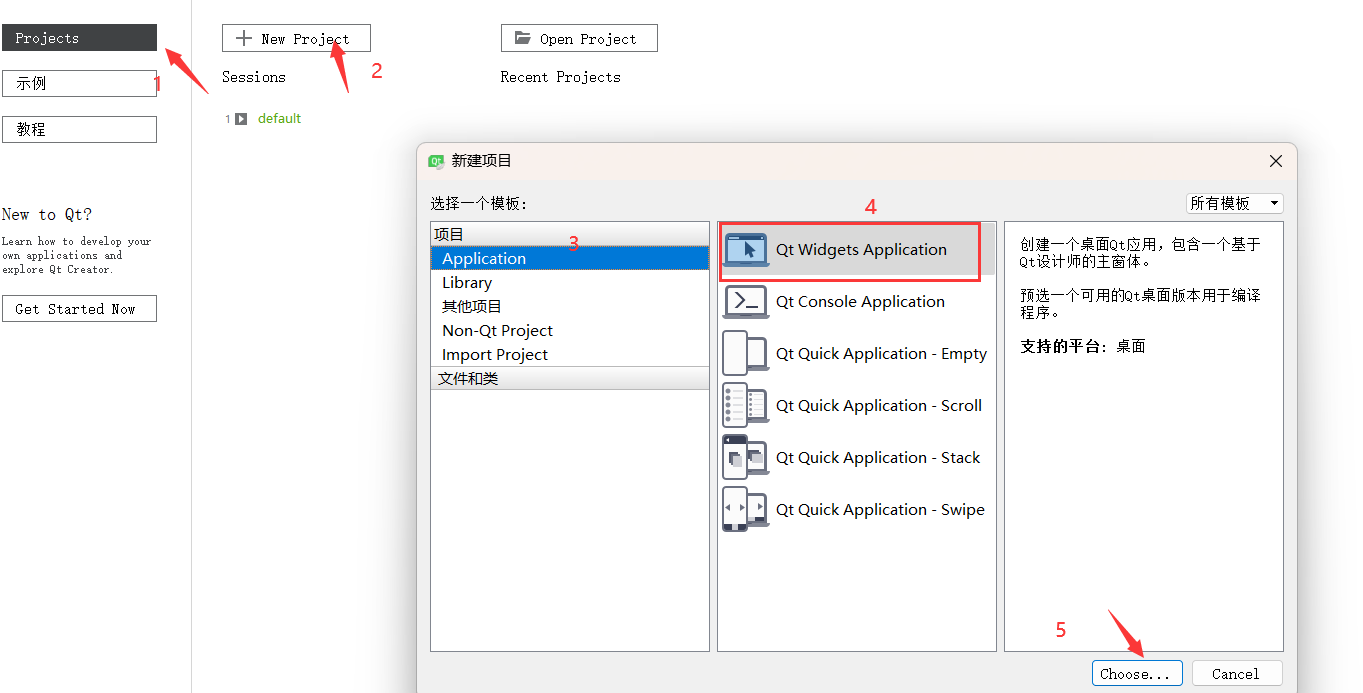 Projects
示例
教程
New to Qt?
Learn how to develop your
own applications and
explore Qt Creator.
Get Started Now
1
New Project
2
Open Project
Sessions
Recent Projects
1 default
Qt 新建项目
选择一个模板:
所有模板
项目
3
Application
Library
其他项目
Non-Qt Project
Import Project
文件和类
4
Qt Widgets Application
Qt Console Application
Qt Quick Application - Empty
Qt Quick Application - Scroll
Qt Quick Application - Stack
Qt Quick Application - Swipe
创建一个桌面Qt应用，包含一个基于
Qt设计师的主窗体。
预选一个可用的Qt桌面版本用于编译
程序。
支持的平台: 桌面
5
Choose...
Cancel